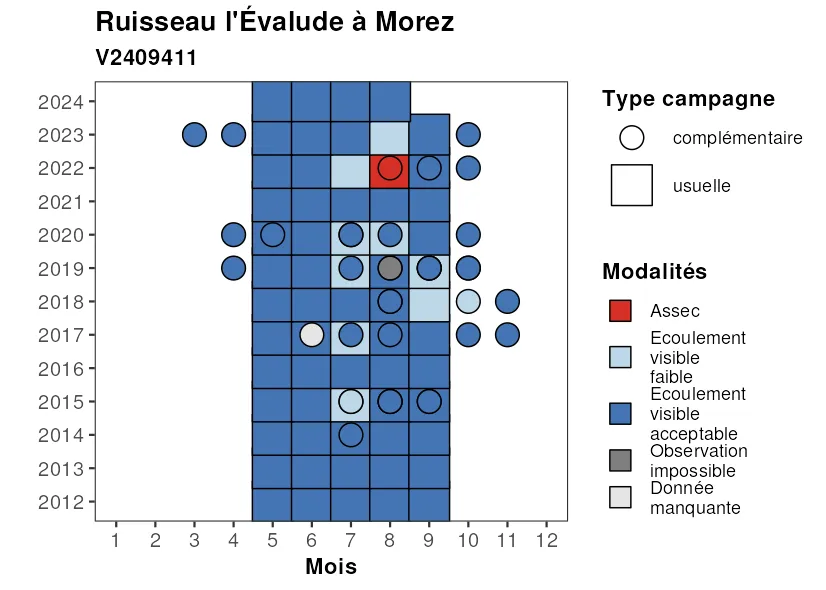 Ruisseau l'Évalude à Morez
V2409411
2024
2023
2022
2021
2020
2019
2018
2017
2016
2015
2014
2013
2012
1 2 3 4 5 6 7 8 9 10 11 12
Mois
Type campagne
complémentaire
usuelle
Modalités
Assec
Ecoulement
visible
faible
Ecoulement
visible
acceptable
Observation
impossible
Donnée
manquante